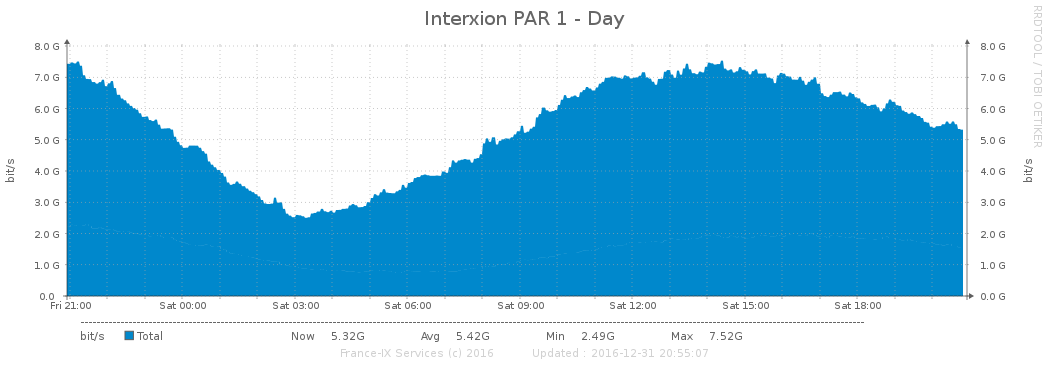 Interxion PAR 1 - Day
RRDTOOL / TOBI OETIKER
bit/s
8.0 G 8.0 G
7.0 G 7.0 G
6.0 G 6.0 G
5.0 G 5.0 G
4.0 G 4.0 G
3.0 G 3.0 G
2.0 G 2.0 G
1.0 G 1.0 G
0.0 0.0 G
bit/s
Fri 21:00 Sat 00:00 Sat 03:00 Sat 06:00 Sat 09:00 Sat 12:00 Sat 15:00 Sat 18:00
bit/s Total Now 5.32G Avg 5.42G Min 2.49G Max 7.52G
France-IX Services (c) 2016 Updated : 2016-12-31 20:55:07